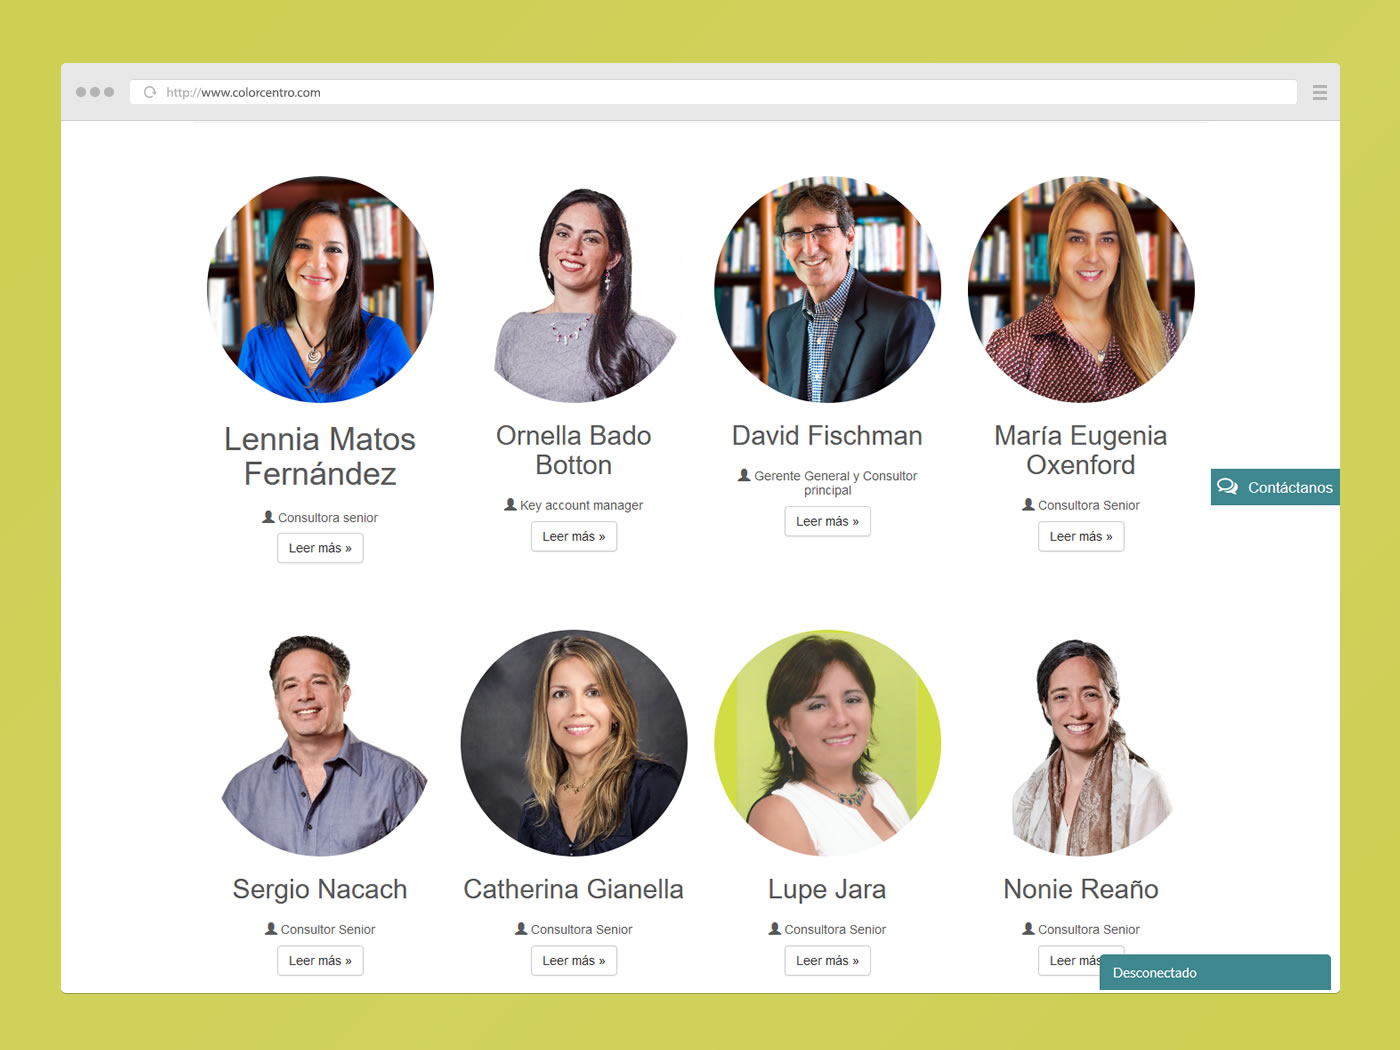 http://www.colorcentro.com
Lennia Matos
Fernández
Consultora senior
Leer más »
Ornella Bado
Botton
Key account manager
Leer más »
David Fischman
Gerente General y Consultor
principal
Leer más »
María Eugenia
Oxenford
Consultora Senior
Leer más »
Contáctanos
Sergio Nacach
Consultor Senior
Leer más »
Catherina Gianella
Consultora Senior
Leer más »
Lupe Jara
Consultora Senior
Leer más »
Nonie Reaño
Consultora Senior
Leer más
Desconectado